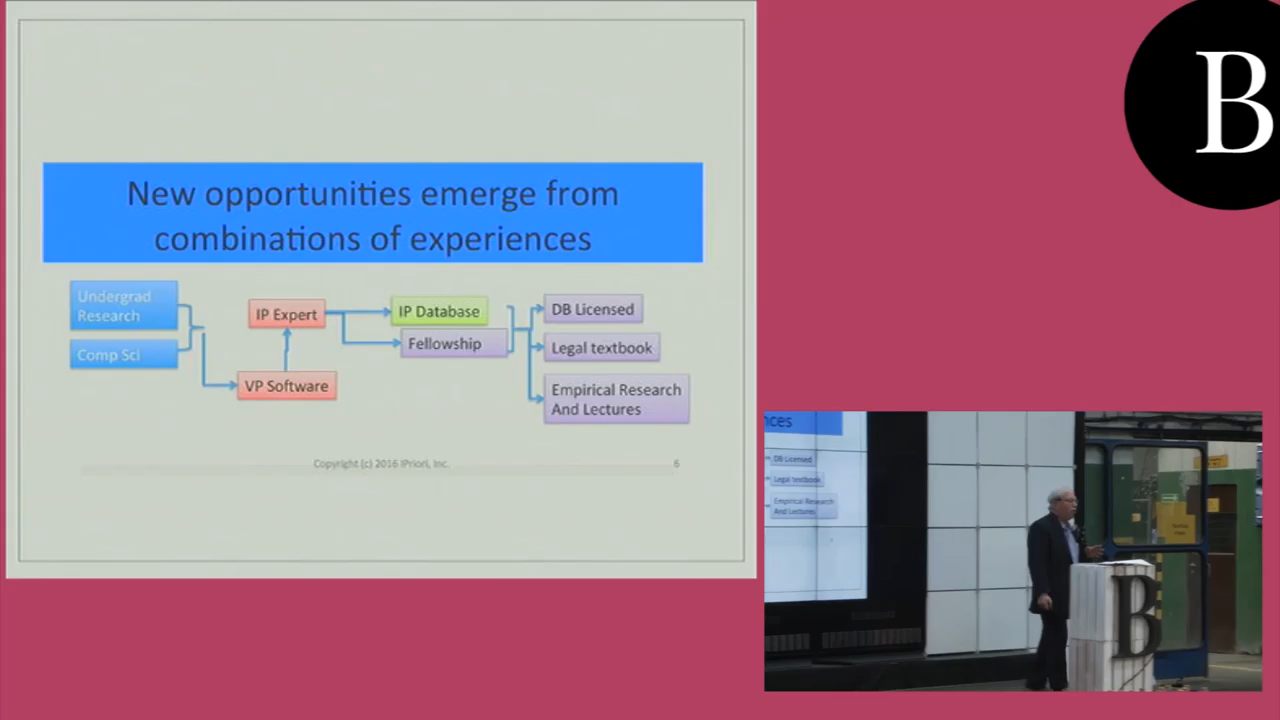 New opportunities emerge from
combinations of experiences
Undergrad
Research
Comp Sci
IP Expert
VP Software
IP Database
Fellowship
DB Licensed
Legal textbook
Empirical Research
And Lectures
Copyright (c) 2016 IPriori, Inc.
6
B
DB Licensed
Legal textbook
Empirical Research
And Lectures
B